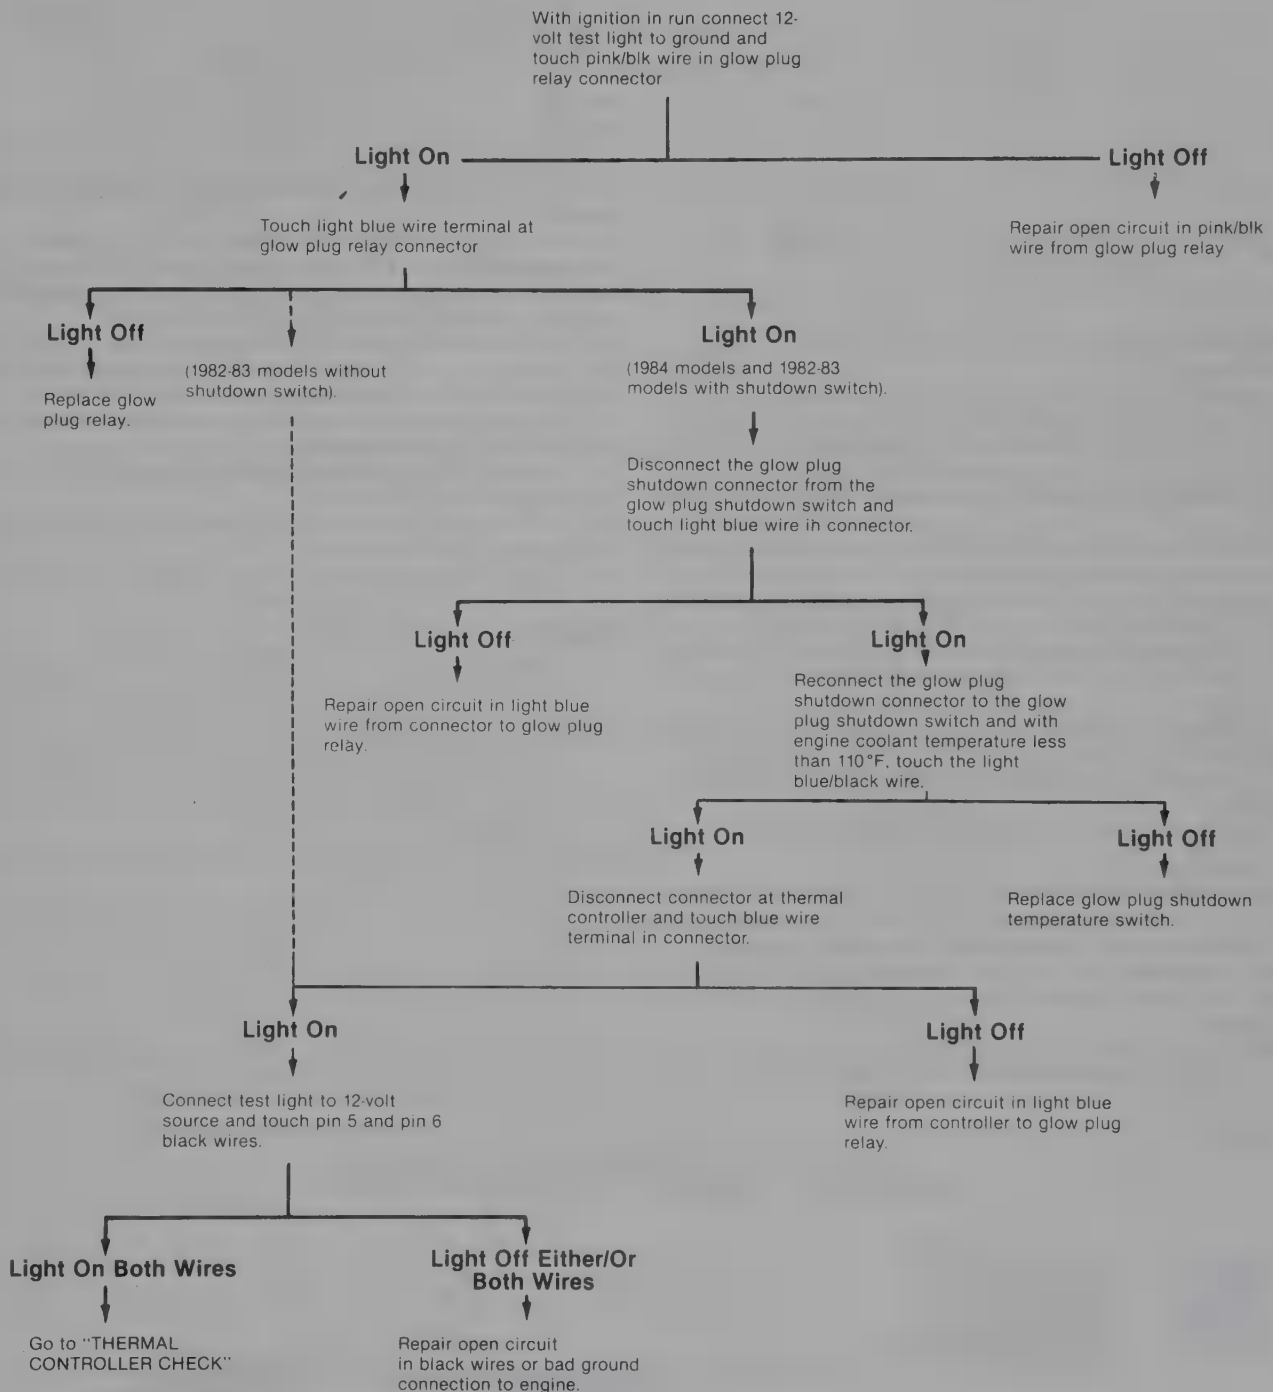 With ignition in run connect 12-
volt test light to ground and
touch pink/blk wire in glow plug
relay connector
Light On
Light Off
Touch light blue wire terminal at
glow plug relay connector
Repair open circuit in pink/blk
wire from glow plug relay
Light Off
Light On
(1982-83 models without
shutdown switch).
(1984 models and 1982-83
models with shutdown switch).
Replace glow
plug relay.
Disconnect the glow plug
shutdown connector from the
glow plug shutdown switch and
touch light blue wire ih connector.
Light Off
Light On
Repair open circuit in light blue
wire from connector to glow plug
relay.
Reconnect the glow plug
shutdown connector to the glow
plug shutdown switch and with
engine coolant temperature less
than 110°F, touch the light
blue/black wire.
Light On
Light Off
Disconnect connector at thermal
controller and touch blue wire
terminal in connector.
Replace glow plug shutdown
temperature switch.
Light On
Light Off
Connect test light to 12-volt
source and touch pin 5 and pin 6
black wires.
Repair open circuit in light blue
wire from controller to glow plug
relay.
Light On Both Wires
Light Off Either/Or
Both Wires
Go to "THERMAL
CONTROLLER CHECK"
Repair open circuit
in black wires or bad ground
connection to engine.